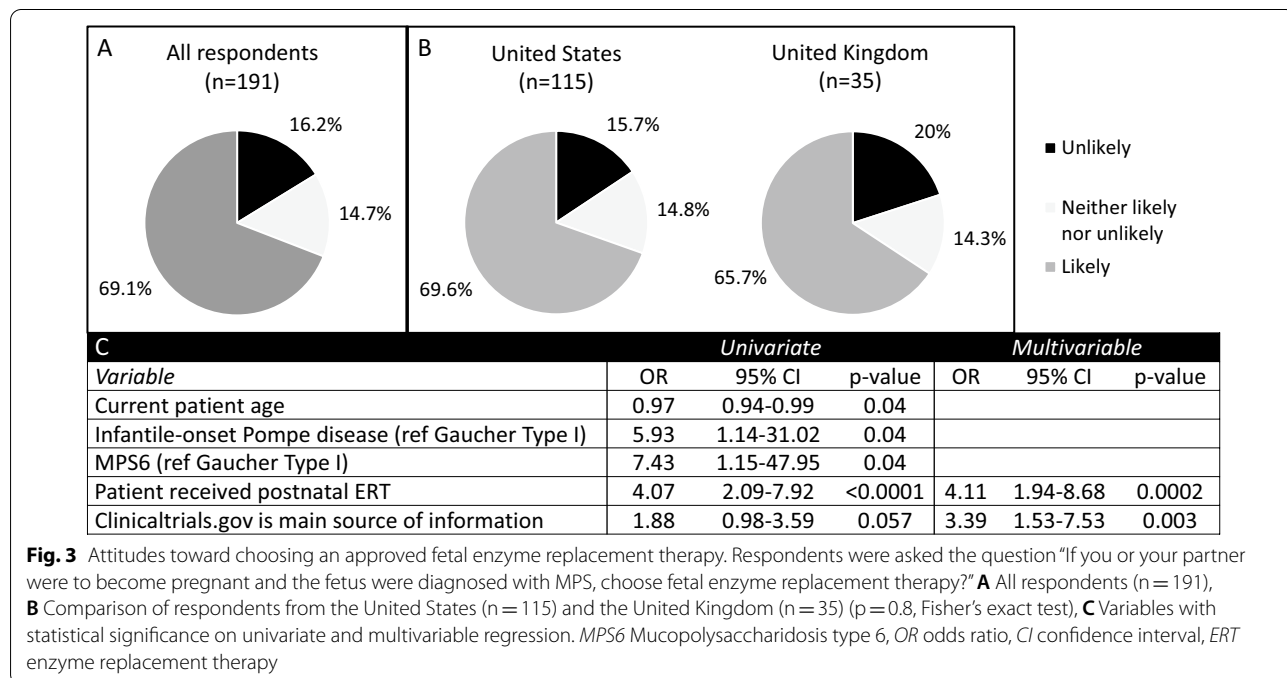 A
All respondents
(n=191)
16.2%
14.7%
69.1%
B
United States
(n=115)
15.7%
14.8%
69.6%
United Kingdom
(n=35)
20%
14.3%
65.7%
Unlikely
Neither likely
nor unlikely
Likely
C Univariate Multivariable
Variable OR 95% CI p-value OR 95% CI p-value
Current patient age 0.97 0.94-0.99 0.04
Infantile-onset Pompe disease (ref Gaucher Type I) 5.93 1.14-31.02 0.04
MPS6 (ref Gaucher Type I) 7.43 1.15-47.95 0.04
Patient received postnatal ERT 4.07 2.09-7.92 <0.0001 4.11 1.94-8.68 0.0002
Clinicaltrials.gov is main source of information 1.88 0.98-3.59 0.057 3.39 1.53-7.53 0.003
Fig. 3 Attitudes toward choosing an approved fetal enzyme replacement therapy. Respondents were asked the question “If you or your partner
were to become pregnant and the fetus were diagnosed with MPS, choose fetal enzyme replacement therapy?” A All respondents (n = 191),
B Comparison of respondents from the United States (n = 115) and the United Kingdom (n = 35) (p = 0.8, Fisher’s exact test), C Variables with
statistical significance on univariate and multivariable regression. MPS6 Mucopolysaccharidosis type 6, OR odds ratio, CI confidence interval, ERT
enzyme replacement therapy